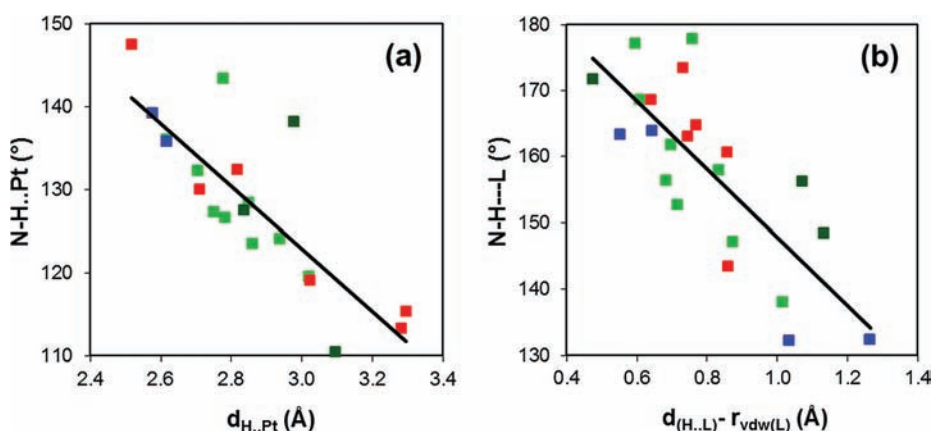 (a)
N-H..Pt (°)
150
140
130
120
110
2.4 2.6 2.8 3.0 3.2 3.4
d H..Pt (Å)
(b)
N-H---L (°)
180
170
160
150
140
130
0.4 0.6 0.8 1.0 1.2 1.4
d(H..L)- rvdw(L) (Å)